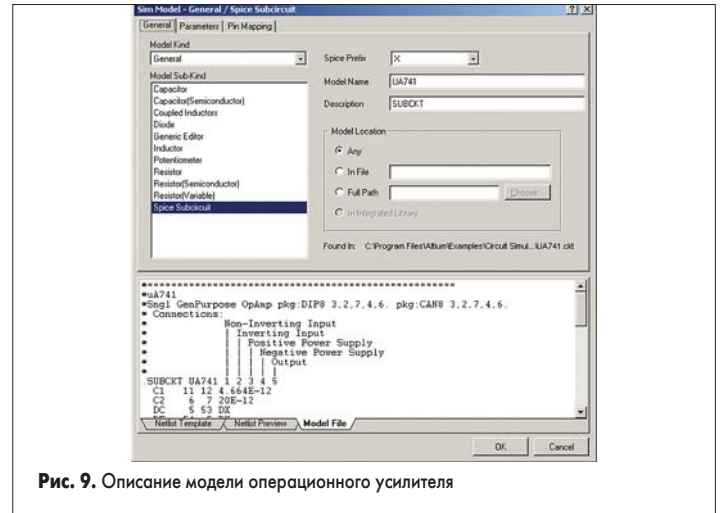 Sim Model - General / Spice Subcircuit
General Parameters Pin Mapping
Model Kind
General
Model Sub-Kind
Capacitor
Capacitor(Semiconductor)
Coupled Inductors
Diode
Generic Editor
Inductor
Potentiometer
Resistor
Resistor(Semiconductor)
Resistor(Variable)
Spice Subcircuit
Spice Prefix X
Model Name UA741
Description SUBCKT
Model Location
Any
In File
Full Path Choose...
In Integrated Library
Found In: C:\Program Files\Altium\Examples\Circuit Simul...\UA741.ckt
*uA741
*Sngl GenPurpose OpAmp pkg:DIP8 3,2,7,4,6. pkg:CAN8 3,2,7,4,6.
* Connections:
* Non-Inverting Input
* | Inverting Input
* | | Positive Power Supply
* | | | Negative Power Supply
* | | | | Output
* | | | | |
.SUBCKT UA741 1 2 3 4 5
C1 11 12 4.664E-12
C2 6 7 20E-12
DC 5 53 DX
Netlist Template Netlist Preview Model File
OK Cancel
Рис. 9. Описание модели операционного усилителя